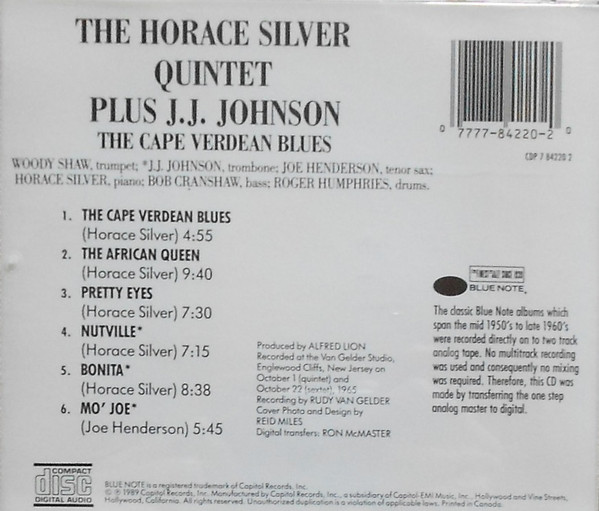 THE HORACE SILVER
QUINTET
PLUS J.J. JOHNSON
THE CAPE VERDEAN BLUES
WOODY SHAW, trumpet; *J.J. JOHNSON, trombone; JOE HENDERSON, tenor sax;
HORACE SILVER, piano; BOB CRANSHAW, bass; ROGER HUMPHRIES, drums.
0 7777-84220-2 0
CDP 7 84220 2
1. THE CAPE VERDEAN BLUES
(Horace Silver) 4:55
2. THE AFRICAN QUEEN
(Horace Silver) 9:40
3. PRETTY EYES
(Horace Silver) 7:30
4. NUTVILLE*
(Horace Silver) 7:15
5. BONITA*
(Horace Silver) 8:38
6. MO' JOE*
(Joe Henderson) 5:45
Produced by ALFRED LION
Recorded at the Van Gelder Studio,
Englewood Cliffs, New Jersey on
October 1 (quintet) and
October 22 (sextet), 1965
Recording by RUDY VAN GELDER
Cover Photo and Design by
REID MILES
Digital transfers: RON McMASTER
BLUE NOTE
The classic Blue Note albums which
span the mid 1950's to late 1960's
were recorded directly on to two track
analog tape. No multitrack recording
was used and consequently no mixing
was required. Therefore, this CD was
made by transferring the one step
analog master to digital.
COMPACT
disc
DIGITAL AUDIO
BLUE NOTE is a registered trademark of Capitol Records, Inc.
© ℗ 1989 Capitol Records, Inc. Manufactured by Capitol Records, Inc., a subsidiary of Capitol-EMI Music, Inc., Hollywood and Vine Streets,
Hollywood, California. All rights reserved. Unauthorized duplication is a violation of applicable laws. Printed in Canada.